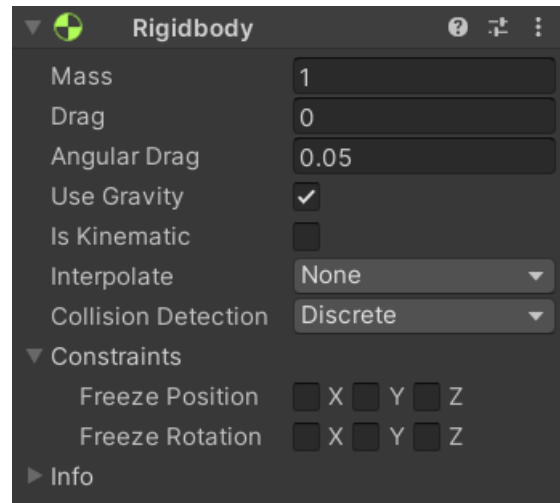 Rigidbody
Mass 1
Drag 0
Angular Drag 0.05
Use Gravity
Is Kinematic
Interpolate None
Collision Detection Discrete
Constraints
Freeze Position X Y Z
Freeze Rotation X Y Z
Info